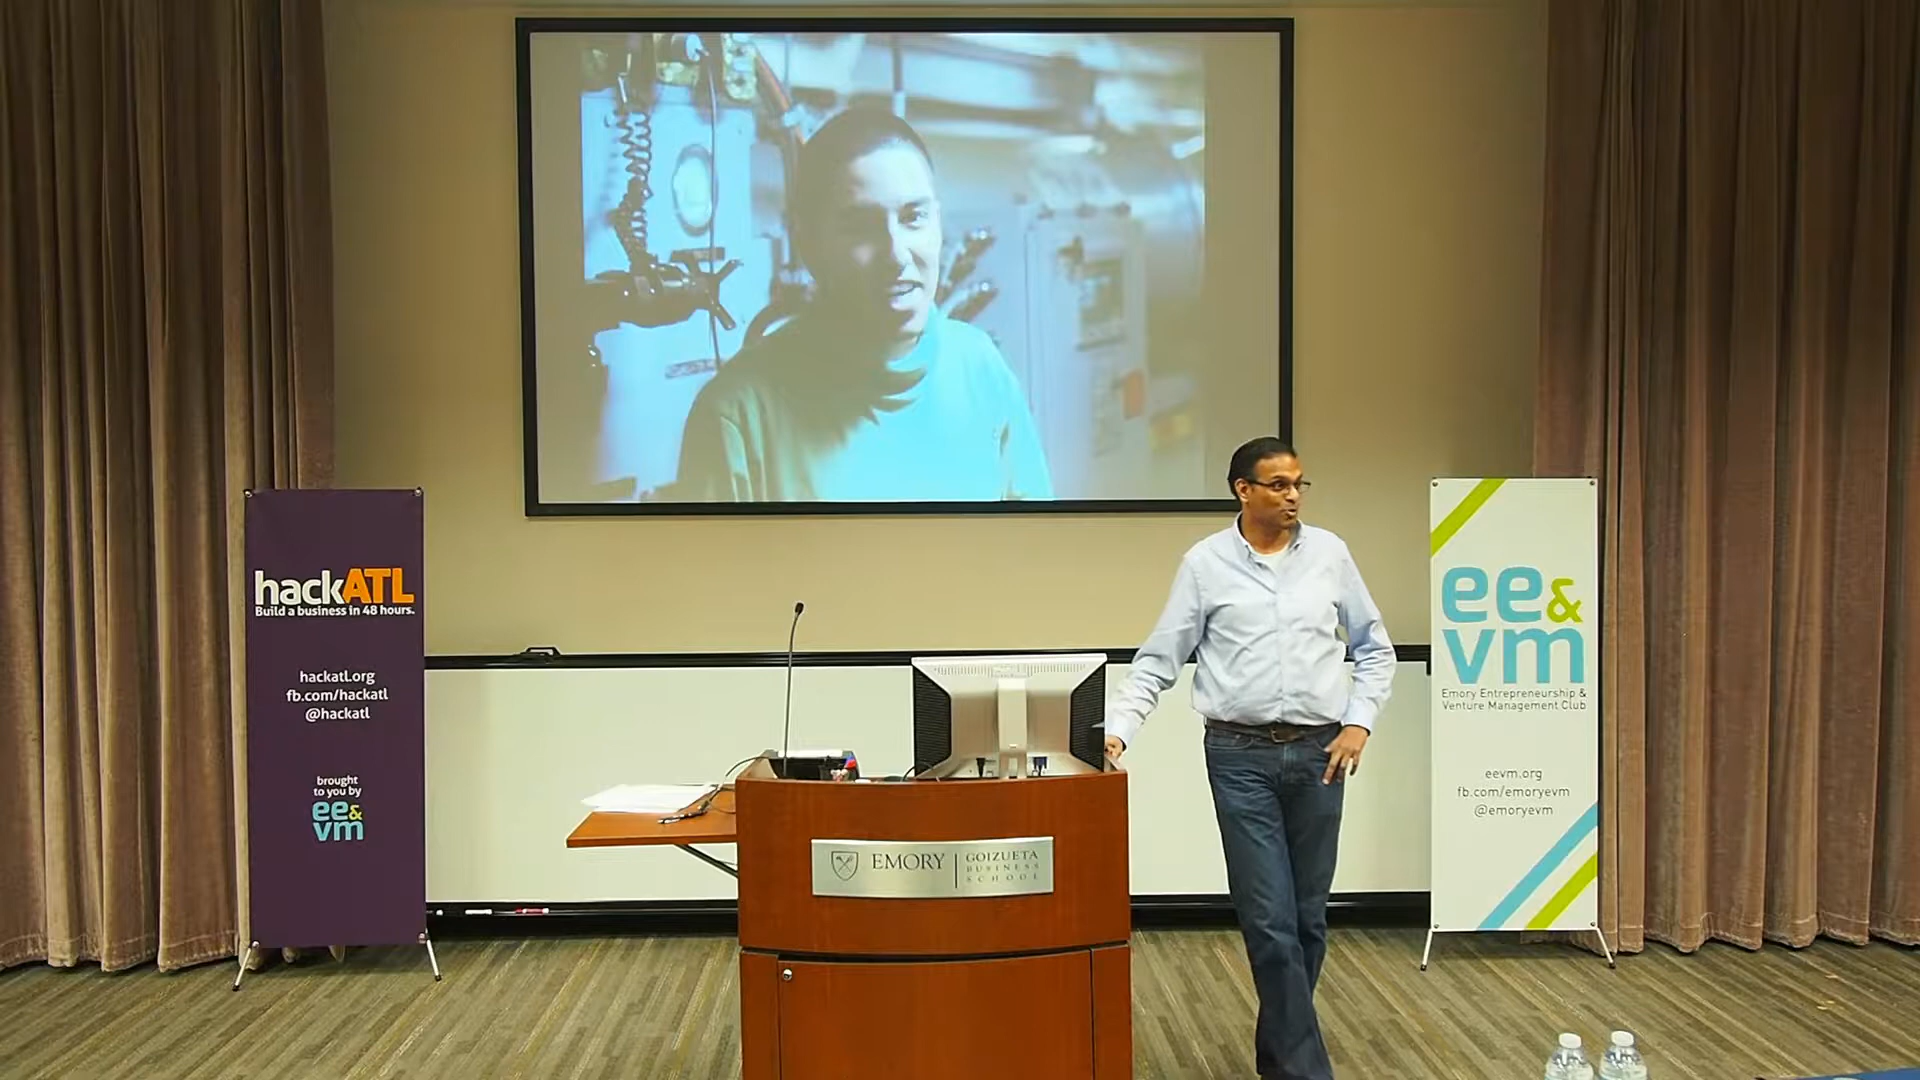 hackATL
Build a business in 48 hours.
hackatl.org
fb.com/hackatl
@hackatl
brought
to you by
ee&
vm
EMORY
GOIZUETA
BUSINESS
SCHOOL
ee&
vm
Emory Entrepreneurship &
Venture Management Club
eevm.org
fb.com/emoryevm
@emoryevm